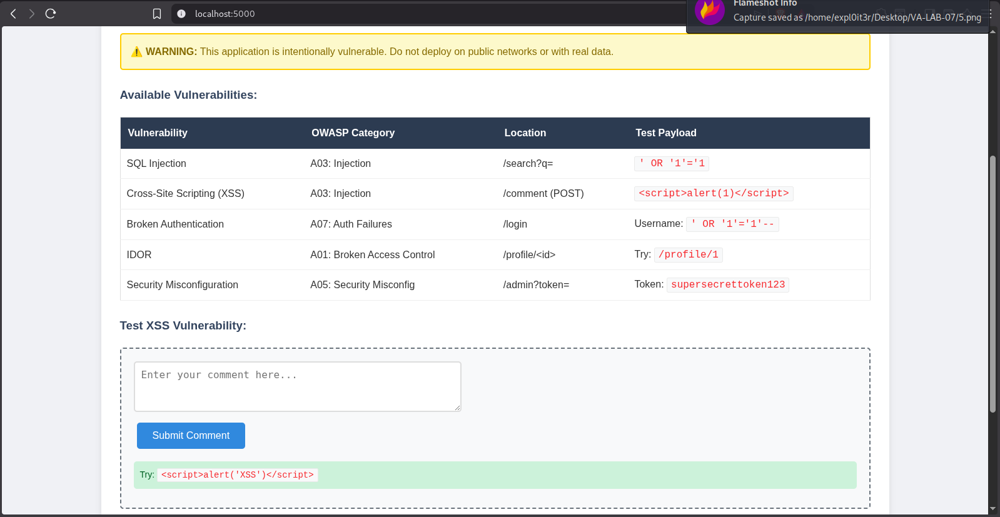 localhost:5000
Flameshot Info
Capture saved as /home/expl0it3r/Desktop/VA-LAB-07/5.png
⚠️ WARNING: This application is intentionally vulnerable. Do not deploy on public networks or with real data.
Available Vulnerabilities:
Vulnerability OWASP Category Location Test Payload
SQL Injection A03: Injection /search?q= ' OR '1'='1
Cross-Site Scripting (XSS) A03: Injection /comment (POST) <script>alert(1)</script>
Broken Authentication A07: Auth Failures /login Username: ' OR '1'='1'--
IDOR A01: Broken Access Control /profile/<id> Try: /profile/1
Security Misconfiguration A05: Security Misconfig /admin?token= Token: supersecrettoken123
Test XSS Vulnerability:
Enter your comment here...
Submit Comment
Try: <script>alert('XSS')</script>